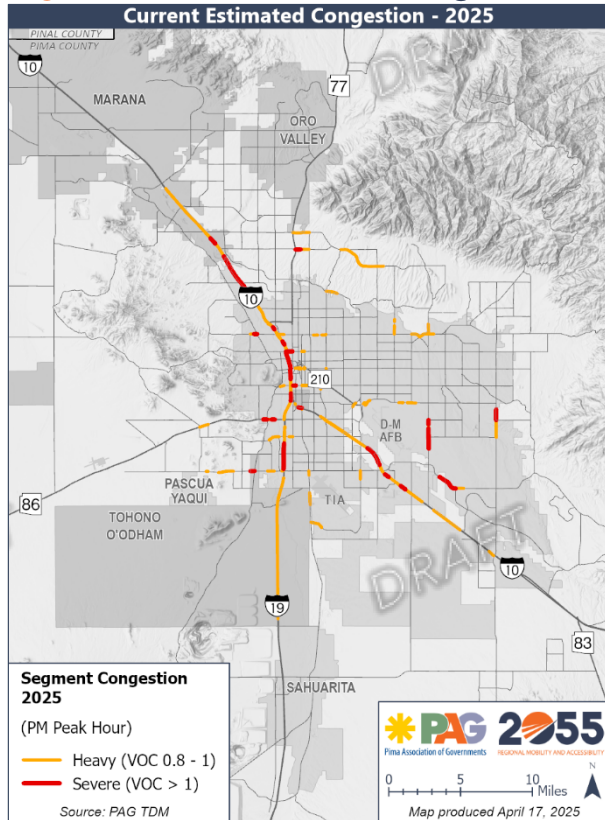 Current Estimated Congestion - 2025
PINAL COUNTY
PIMA COUNTY
10
MARANA
77
ORO
VALLEY
DRAFT
10
210
D-M
AFB
PASCUA
YAQUI
TIA
86
TOHONO
O'ODHAM
DRAFT
10
19
83
SAHUARITA
Segment Congestion
2025
(PM Peak Hour)
Heavy (VOC 0.8 - 1)
Severe (VOC > 1)
Source: PAG TDM
PAG
Pima Association of Governments
2055
REGIONAL MOBILITY AND ACCESSIBILITY
0 5 10
Miles
N
Map produced April 17, 2025